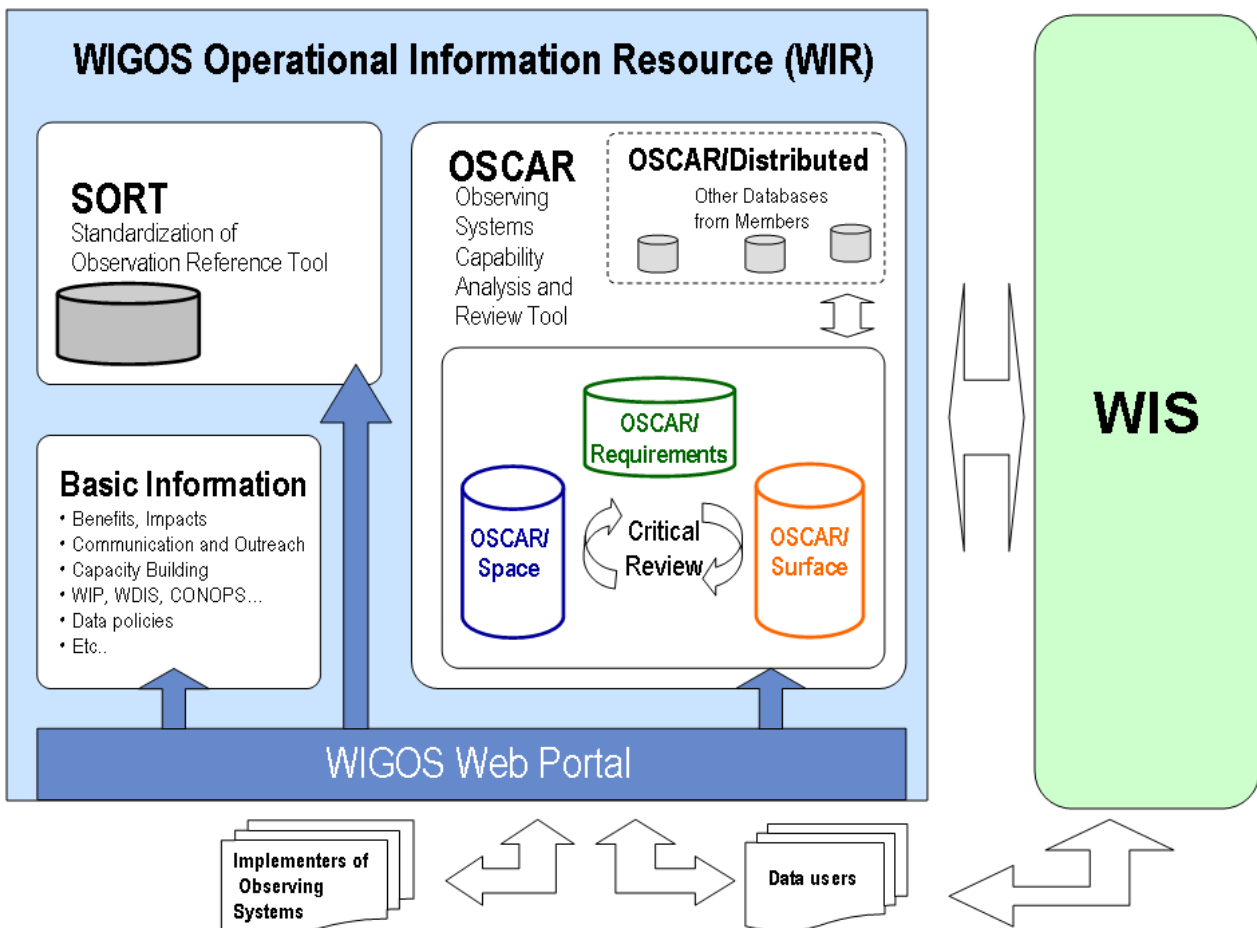 WIGOS Operational Information Resource (WIR)
SORT
Standardization of
Observation Reference Tool
OSCAR
Observing
Systems
Capability
Analysis and
Review Tool
OSCAR/Distributed
Other Databases
from Members
OSCAR/
Requirements
OSCAR/
Space
Critical
Review
OSCAR/
Surface
Basic Information
• Benefits, Impacts
• Communication and Outreach
• Capacity Building
• WIP, WDIS, CONOPS...
• Data policies
• Etc..
WIGOS Web Portal
WIS
Implementers of
Observing
Systems
Data users